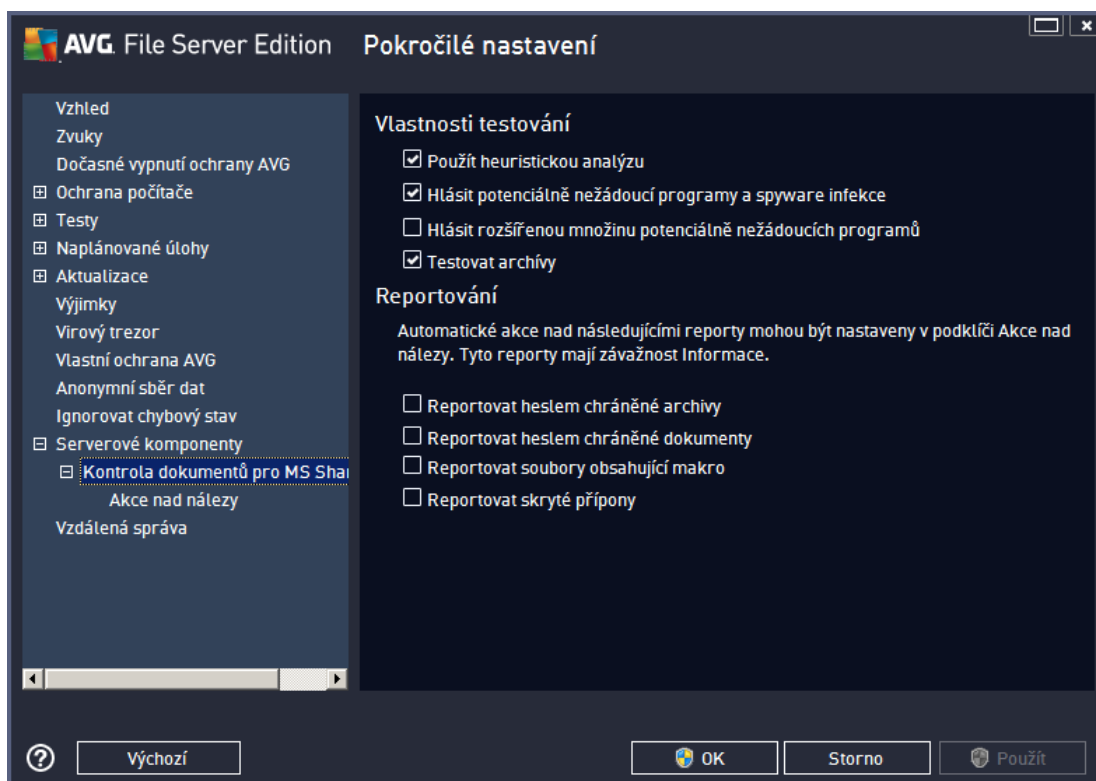 AVG. File Server Edition
Pokročilé nastavení
Vzhled
Zvuky
Dočasné vypnutí ochrany AVG
Ochrana počítače
Testy
Naplánované úlohy
Aktualizace
Výjimky
Virový trezor
Vlastní ochrana AVG
Anonymní sběr dat
Ignorovat chybový stav
Serverové komponenty
Kontrola dokumentů pro MS Shar
Akce nad nálezy
Vzdálená správa
Vlastnosti testování
Použít heuristickou analýzu
Hlásit potenciálně nežádoucí programy a spyware infekce
Hlásit rozšířenou množinu potenciálně nežádoucích programů
Testovat archívy
Reportování
Automatické akce nad následujícími reporty mohou být nastaveny v podklíči Akce nad
nálezy. Tyto reporty mají závažnost Informace.
Reportovat heslem chráněné archivy
Reportovat heslem chráněné dokumenty
Reportovat soubory obsahující makro
Reportovat skryté přípony
Výchozí
OK
Storno
Použít